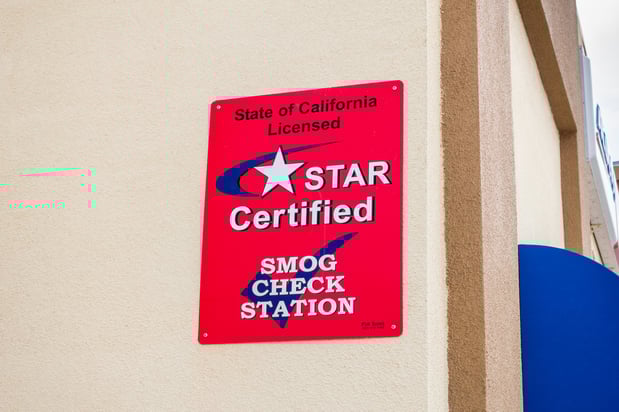 State of California
Licensed
STAR
Certified
SMOG
CHECK
STATION